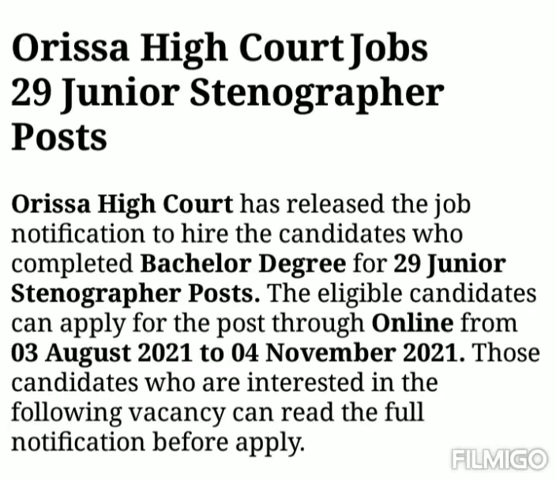 Orissa High Court Jobs
29 Junior Stenographer
Posts
Orissa High Court has released the job
notification to hire the candidates who
completed Bachelor Degree for 29 Junior
Stenographer Posts. The eligible candidates
can apply for the post through Online from
03 August 2021 to 04 November 2021. Those
candidates who are interested in the
following vacancy can read the full
notification before apply.
FILMIGO